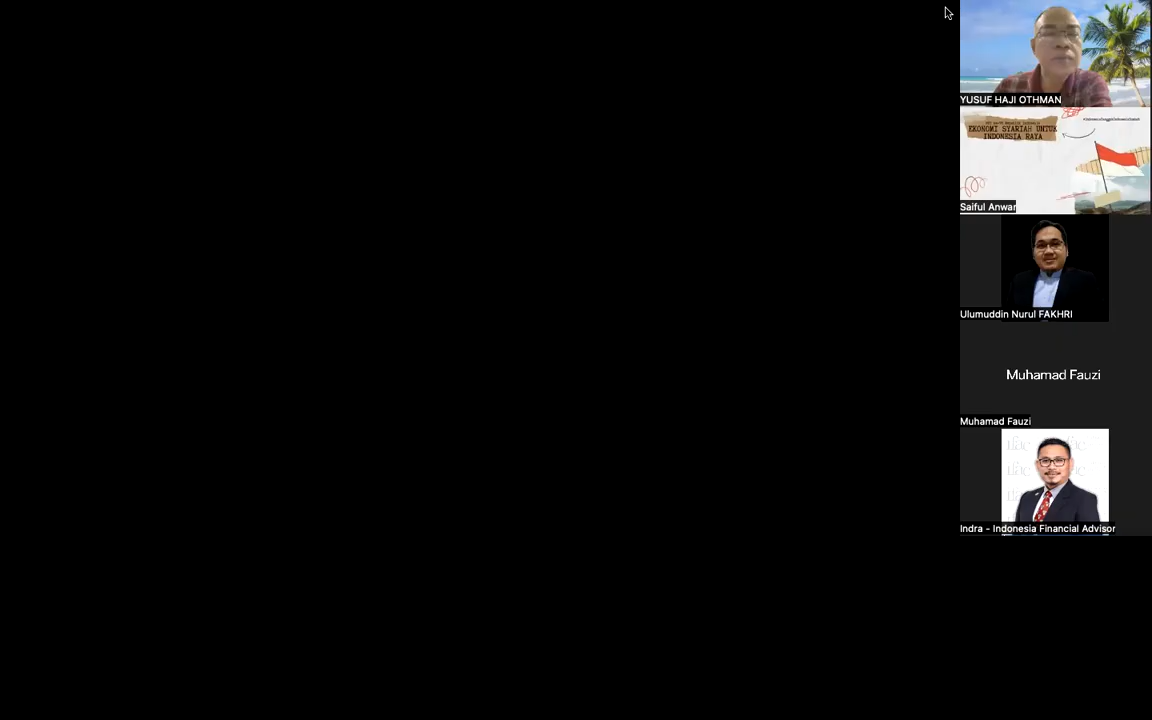 YUSUF HAJI OTHMAN
EKONOMI SYARIAH UNTUK
INDONESIA RAYA
Saiful Anwar
Ulumuddin Nurul FAKHRI
Muhamad Fauzi
Muhamad Fauzi
Indra - Indonesia Financial Advisor